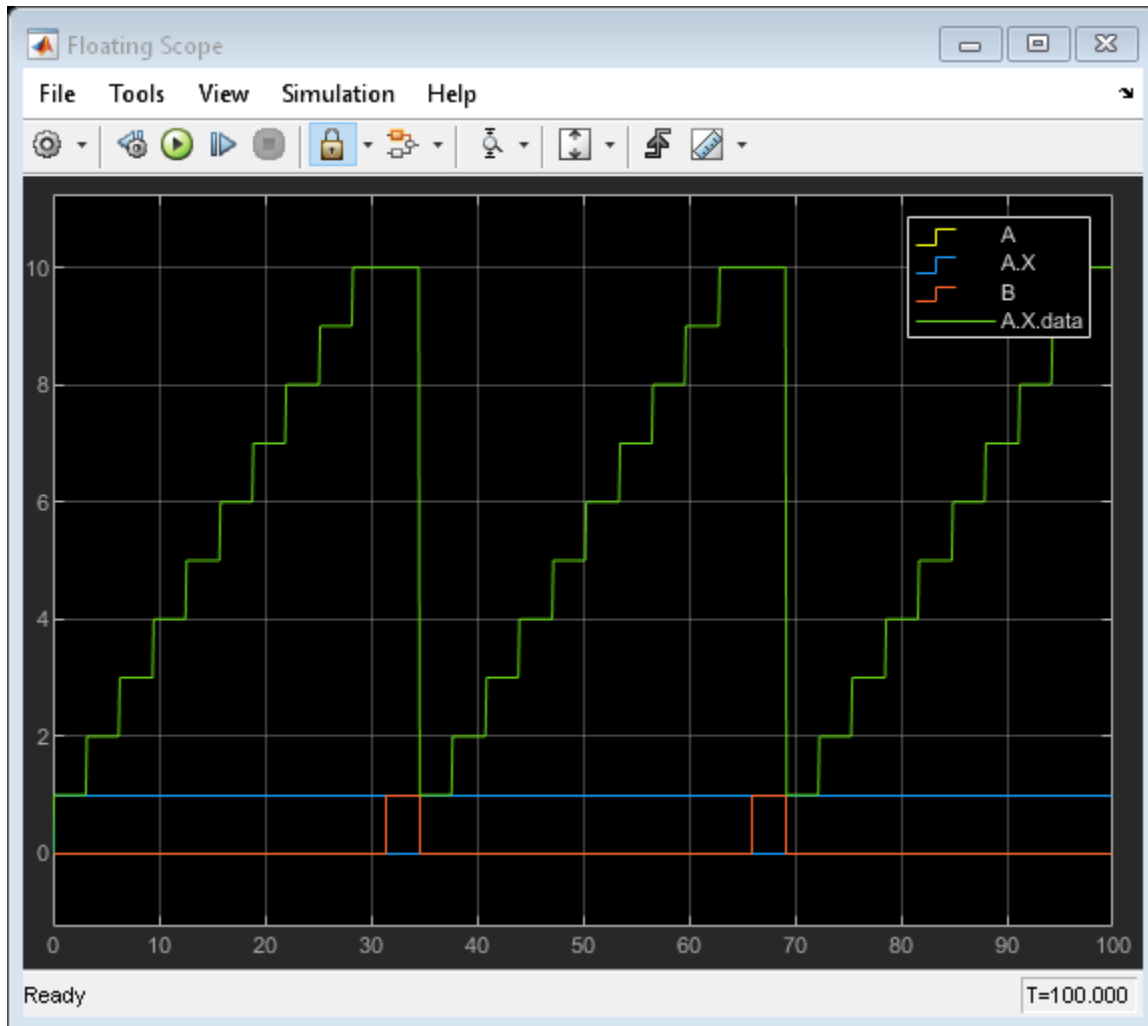 Floating Scope
File Tools View Simulation Help
A
A.X
B
A.X.data
10
8
6
4
2
0
0 10 20 30 40 50 60 70 80 90 100
Ready T=100.000